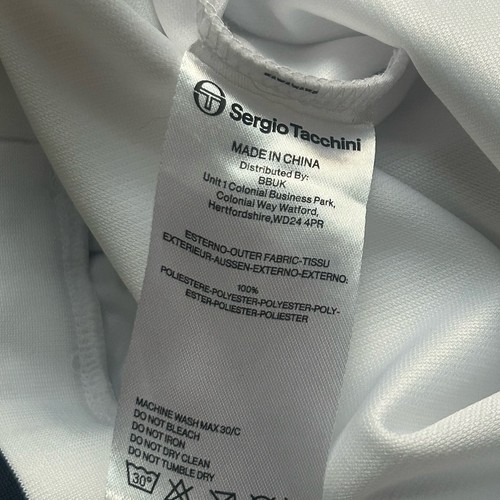 Sergio Tacchini
MADE IN CHINA
Distributed By:
BBUK
Unit 1 Colonial Business Park,
Colonial Way Watford,
Hertfordshire,WD24 4PR
ESTERNO-OUTER FABRIC-TISSU
EXTERIEUR-AUSSEN-EXTERNO-EXTERNO:
100%
POLIESTERE-POLYESTER-POLYESTER-POLY-
ESTER-POLIESTER-POLIESTER
MACHINE WASH MAX 30/C
DO NOT BLEACH
DO NOT IRON
DO NOT DRY CLEAN
DO NOT TUMBLE DRY
30°